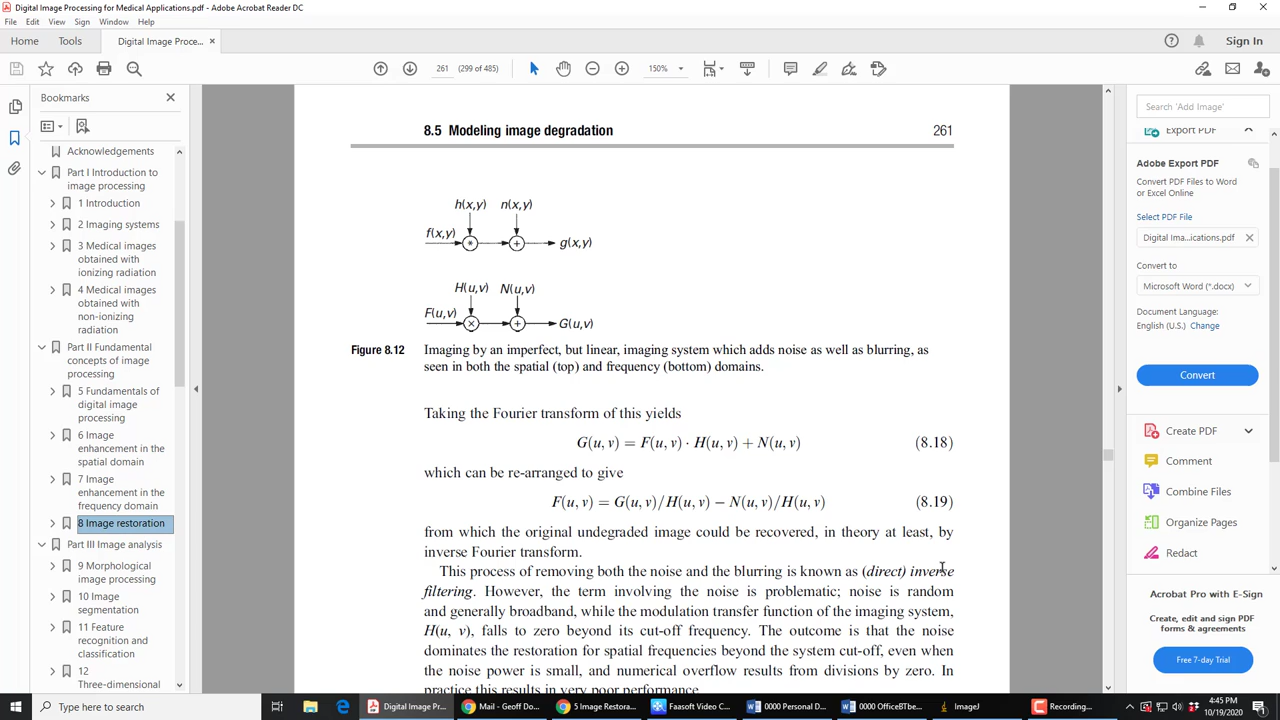 Digital Image Processing for Medical Applications.pdf - Adobe Acrobat Reader DC
File Edit View Sign Window Help
Home Tools Digital Image Proce... × Sign In
261 (299 of 485) 150%
Bookmarks
Acknowledgements
Part I Introduction to
image processing
1 Introduction
2 Imaging systems
3 Medical images
obtained with
ionizing radiation
4 Medical images
obtained with
non-ionizing
radiation
Part II Fundamental
concepts of image
processing
5 Fundamentals of
digital image
processing
6 Image
enhancement in the
spatial domain
7 Image
enhancement in the
frequency domain
8 Image restoration
Part III Image analysis
9 Morphological
image processing
10 Image
segmentation
11 Feature
recognition and
classification
12
Three-dimensional
8.5 Modeling image degradation 261
h(x,y) n(x,y)
f(x,y) * + g(x,y)
H(u,v) N(u,v)
F(u,v) × + G(u,v)
Figure 8.12 Imaging by an imperfect, but linear, imaging system which adds noise as well as blurring, as
seen in both the spatial (top) and frequency (bottom) domains.
Taking the Fourier transform of this yields
G(u, v) = F(u, v) · H(u, v) + N(u, v) (8.18)
which can be re-arranged to give
F(u, v) = G(u, v)/H(u, v) − N(u, v)/H(u, v) (8.19)
from which the original undegraded image could be recovered, in theory at least, by
inverse Fourier transform.
This process of removing both the noise and the blurring is known as (direct) inverse
filtering. However, the term involving the noise is problematic; noise is random
and generally broadband, while the modulation transfer function of the imaging system,
H(u, v), falls to zero beyond its cut-off frequency. The outcome is that the noise
dominates the restoration for spatial frequencies beyond the system cut-off, even when
the noise power is small, and numerical overflow results from divisions by zero. In
practice this results in very poor performance
Search 'Add Image'
Export PDF
Adobe Export PDF
Convert PDF Files to Word
or Excel Online
Select PDF File
Digital Ima...ications.pdf ×
Convert to
Microsoft Word (*.docx)
Document Language:
English (U.S.) Change
Convert
Create PDF
Comment
Combine Files
Organize Pages
Redact
Acrobat Pro with E-Sign
Create, edit and sign PDF
forms & agreements
Free 7-day Trial
Type here to search
Digital Image Pr...
Mail - Geoff Do...
5 Image Restora...
Faasoft Video C...
0000 Personal D...
0000 OfficeBTbe...
ImageJ
Recording...
4:45 PM
10/19/2020